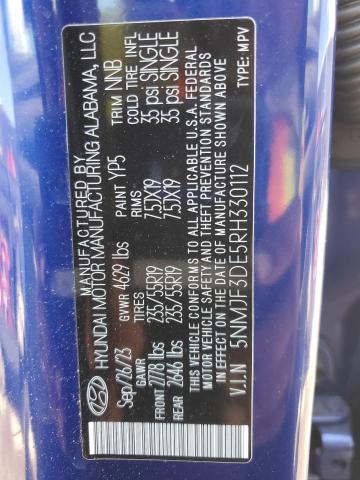 MANUFACTURED BY
HYUNDAI MOTOR MANUFACTURING ALABAMA, LLC
Sep/26/23 GVWR 4629 lbs PAINT YP5 TRIM NNB
GAWR TIRES RIMS COLD TIRE INFL
FRONT 2778 lbs 235/55R19 7.5JX19 35 psi SINGLE
REAR 2646 lbs 235/55R19 7.5JX19 35 psi SINGLE
THIS VEHICLE CONFORMS TO ALL APPLICABLE U.S.A. FEDERAL
MOTOR VEHICLE SAFETY AND BUMPER
AND THEFT PREVENTION STANDARDS IN EFFECT
ON THE DATE OF MANUFACTURE SHOWN ABOVE
V.I.N 5NMJF3DE5RH330112 TYPE: MPV